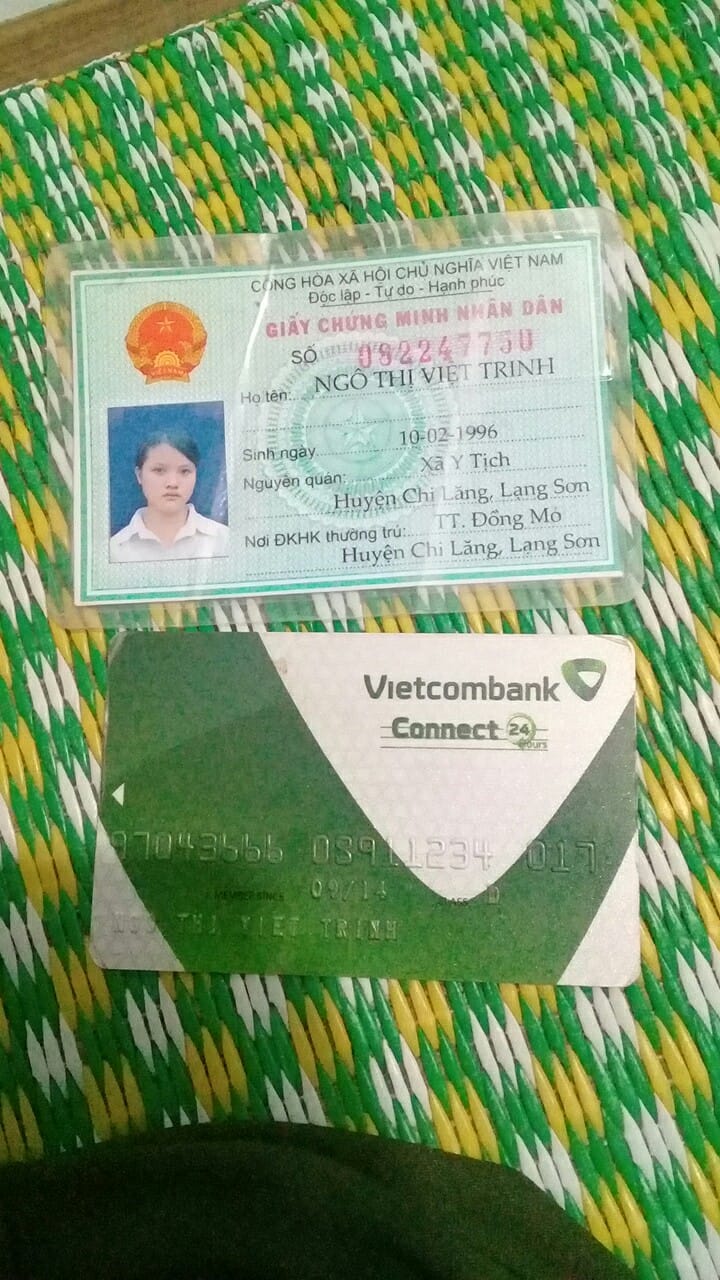 CỘNG HÒA XÃ HỘI CHỦ NGHĨA VIỆT NAM
Độc lập - Tự do - Hạnh phúc
GIẤY CHỨNG MINH NHÂN DÂN
SỐ
Họ tên: NGÔ THỊ VIỆT TRINH
Sinh ngày 10-02-1996
Nguyên quán: Xã Y Tịch
Huyện Chi Lăng, Lạng Sơn
Nơi ĐKHK thường trú: TT. Đồng Mỏ
Huyện Chi Lăng, Lạng Sơn
VIỆT NAM
Vietcombank
Connect 24
hours
97043666 08911234 017
MEMBER SINCE 09/14 CLASS D
NGO THI VIET TRINH